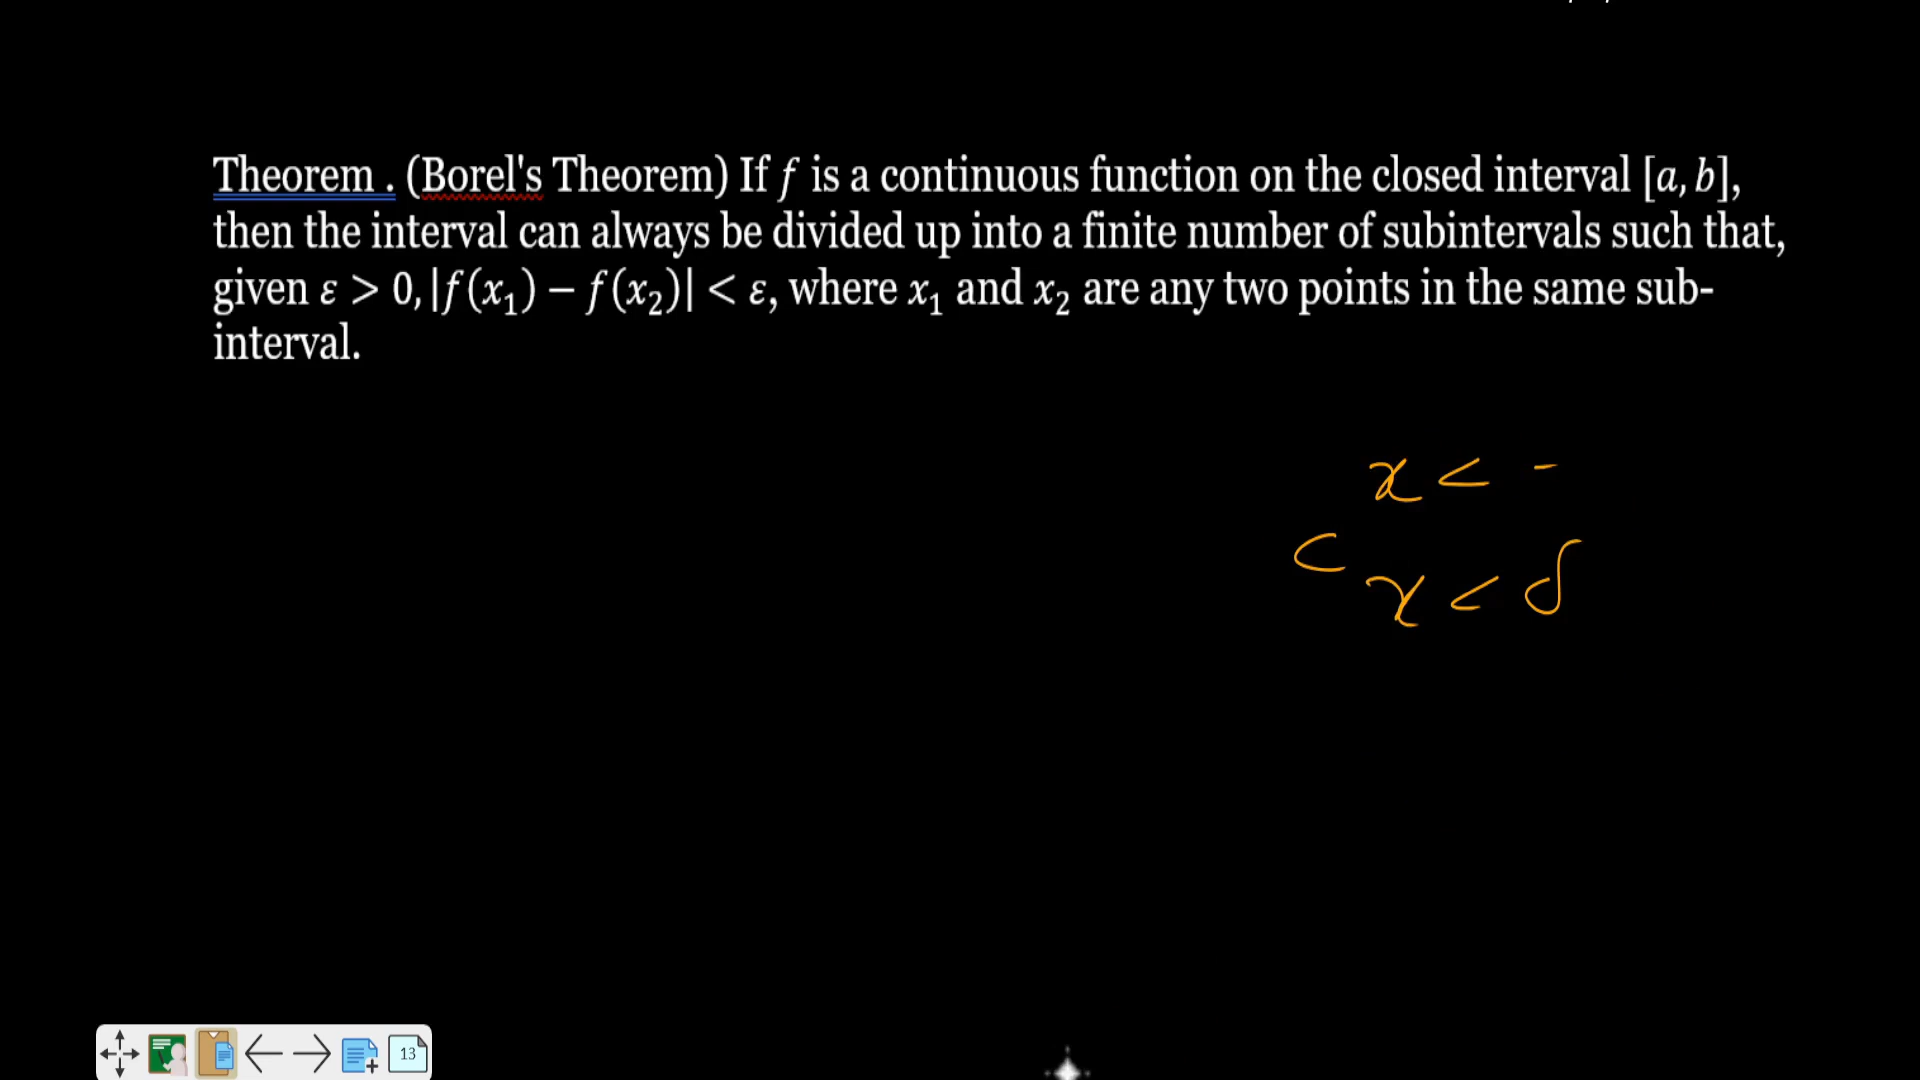 Theorem . (Borel's Theorem) If f is a continuous function on the closed interval [a, b],
then the interval can always be divided up into a finite number of subintervals such that,
given ε > 0, |f(x₁) − f(x₂)| < ε, where x₁ and x₂ are any two points in the same sub-
interval.
x < -
c
x < δ
13